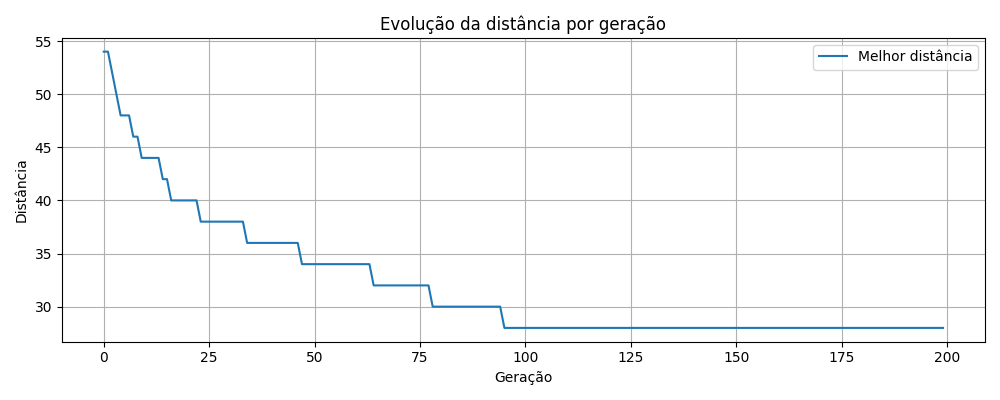 Evolução da distância por geração
Melhor distância
55
50
45
40
35
30
Distância
0 25 50 75 100 125 150 175 200
Geração